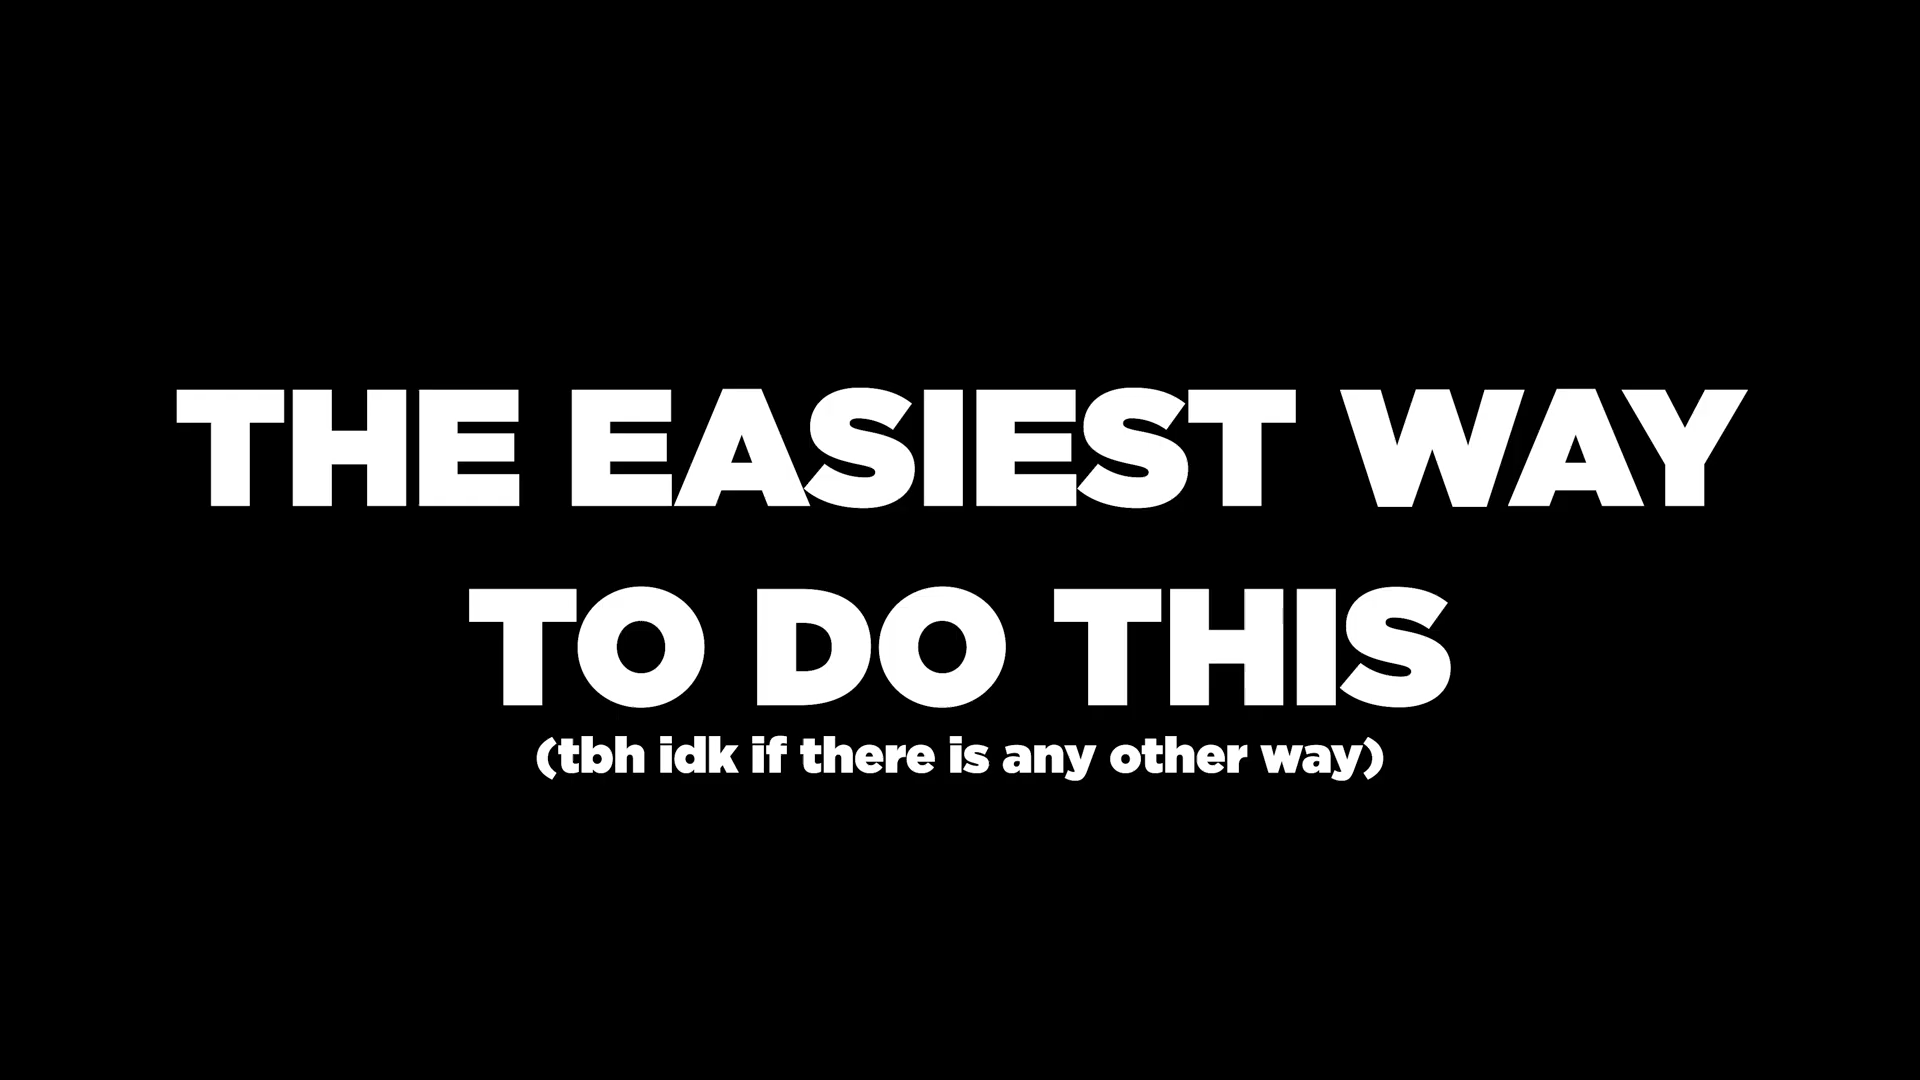 THE EASIEST WAY
TO DO THIS
(tbh idk if there is any other way)